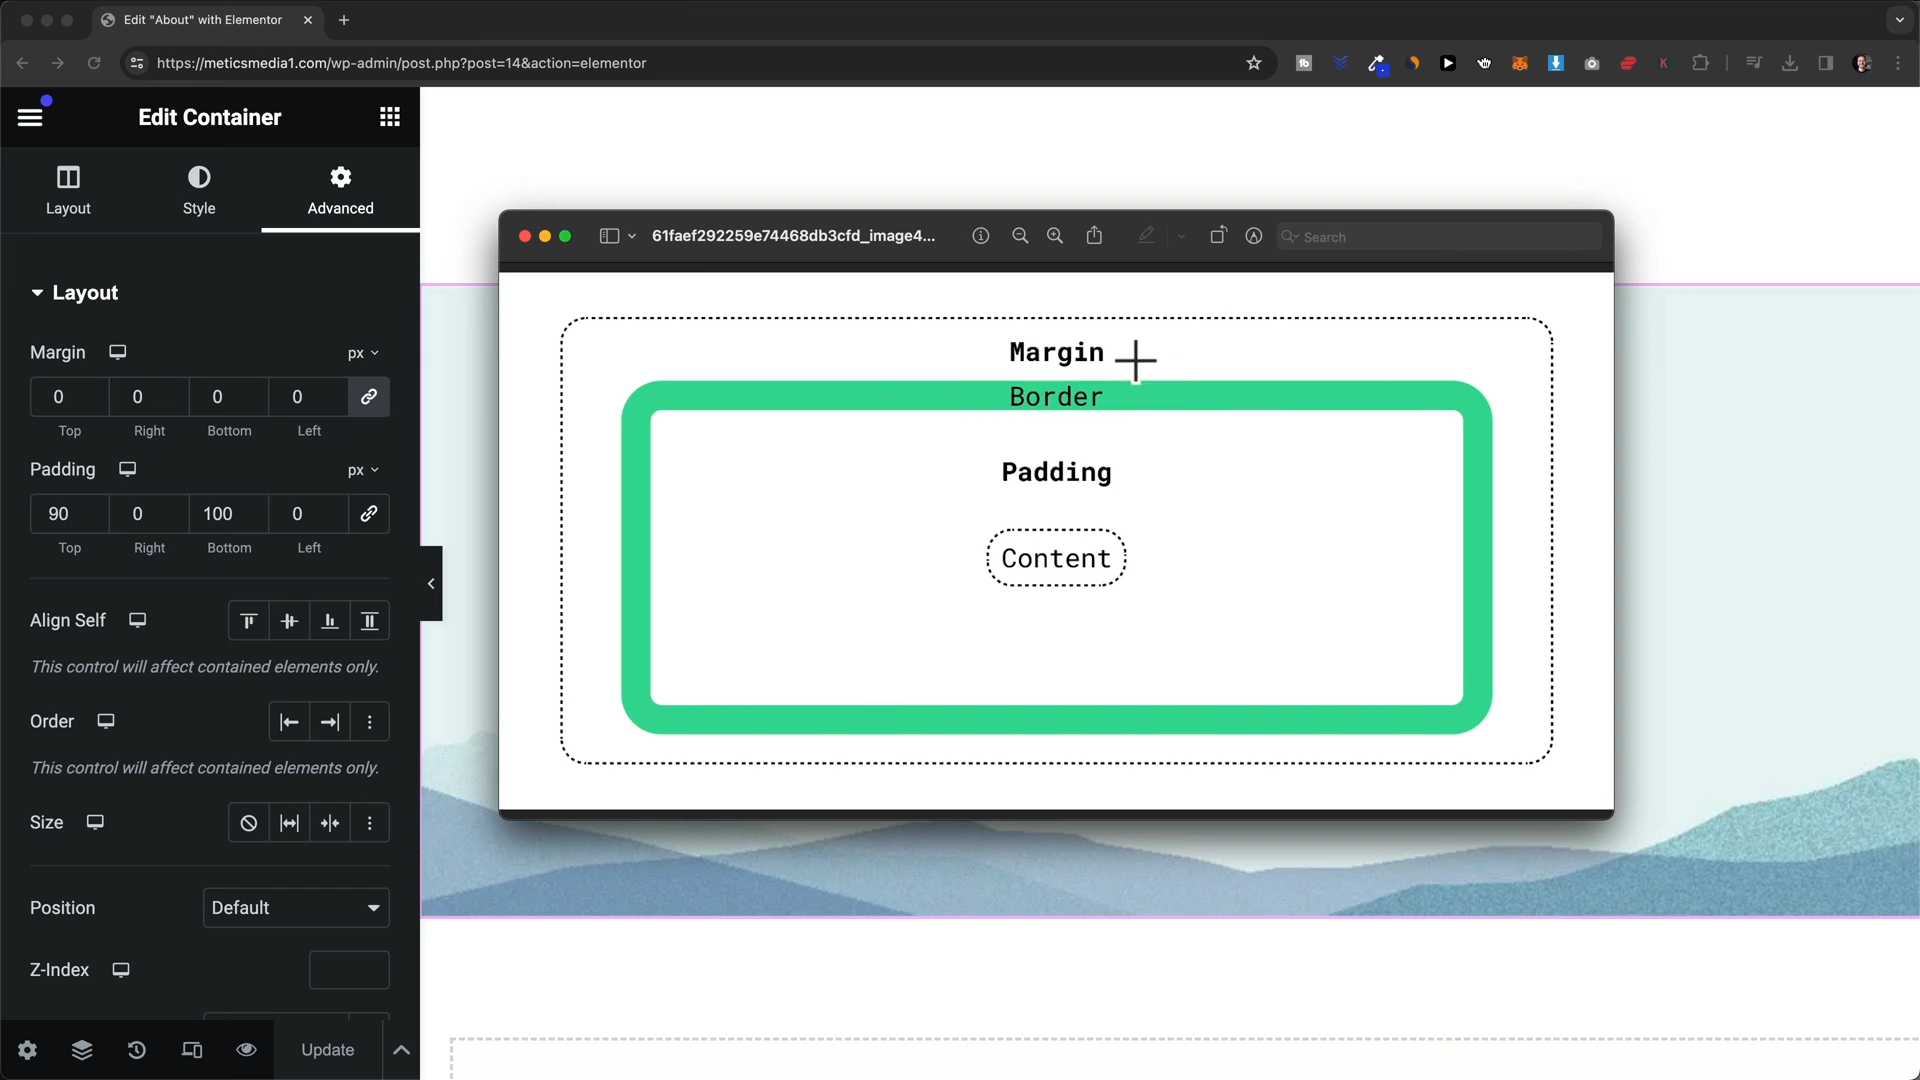 Edit "About" with Elementor
https://meticsmedia1.com/wp-admin/post.php?post=14&action=elementor
Edit Container
Layout
Style
Advanced
Layout
Margin
px
0
0
0
0
Top
Right
Bottom
Left
Padding
px
90
0
100
0
Top
Right
Bottom
Left
Align Self
This control will affect contained elements only.
Order
This control will affect contained elements only.
Size
Position
Default
Z-Index
Update
61faef292259e74468db3cfd_image4...
Search
Margin
Border
Padding
Content